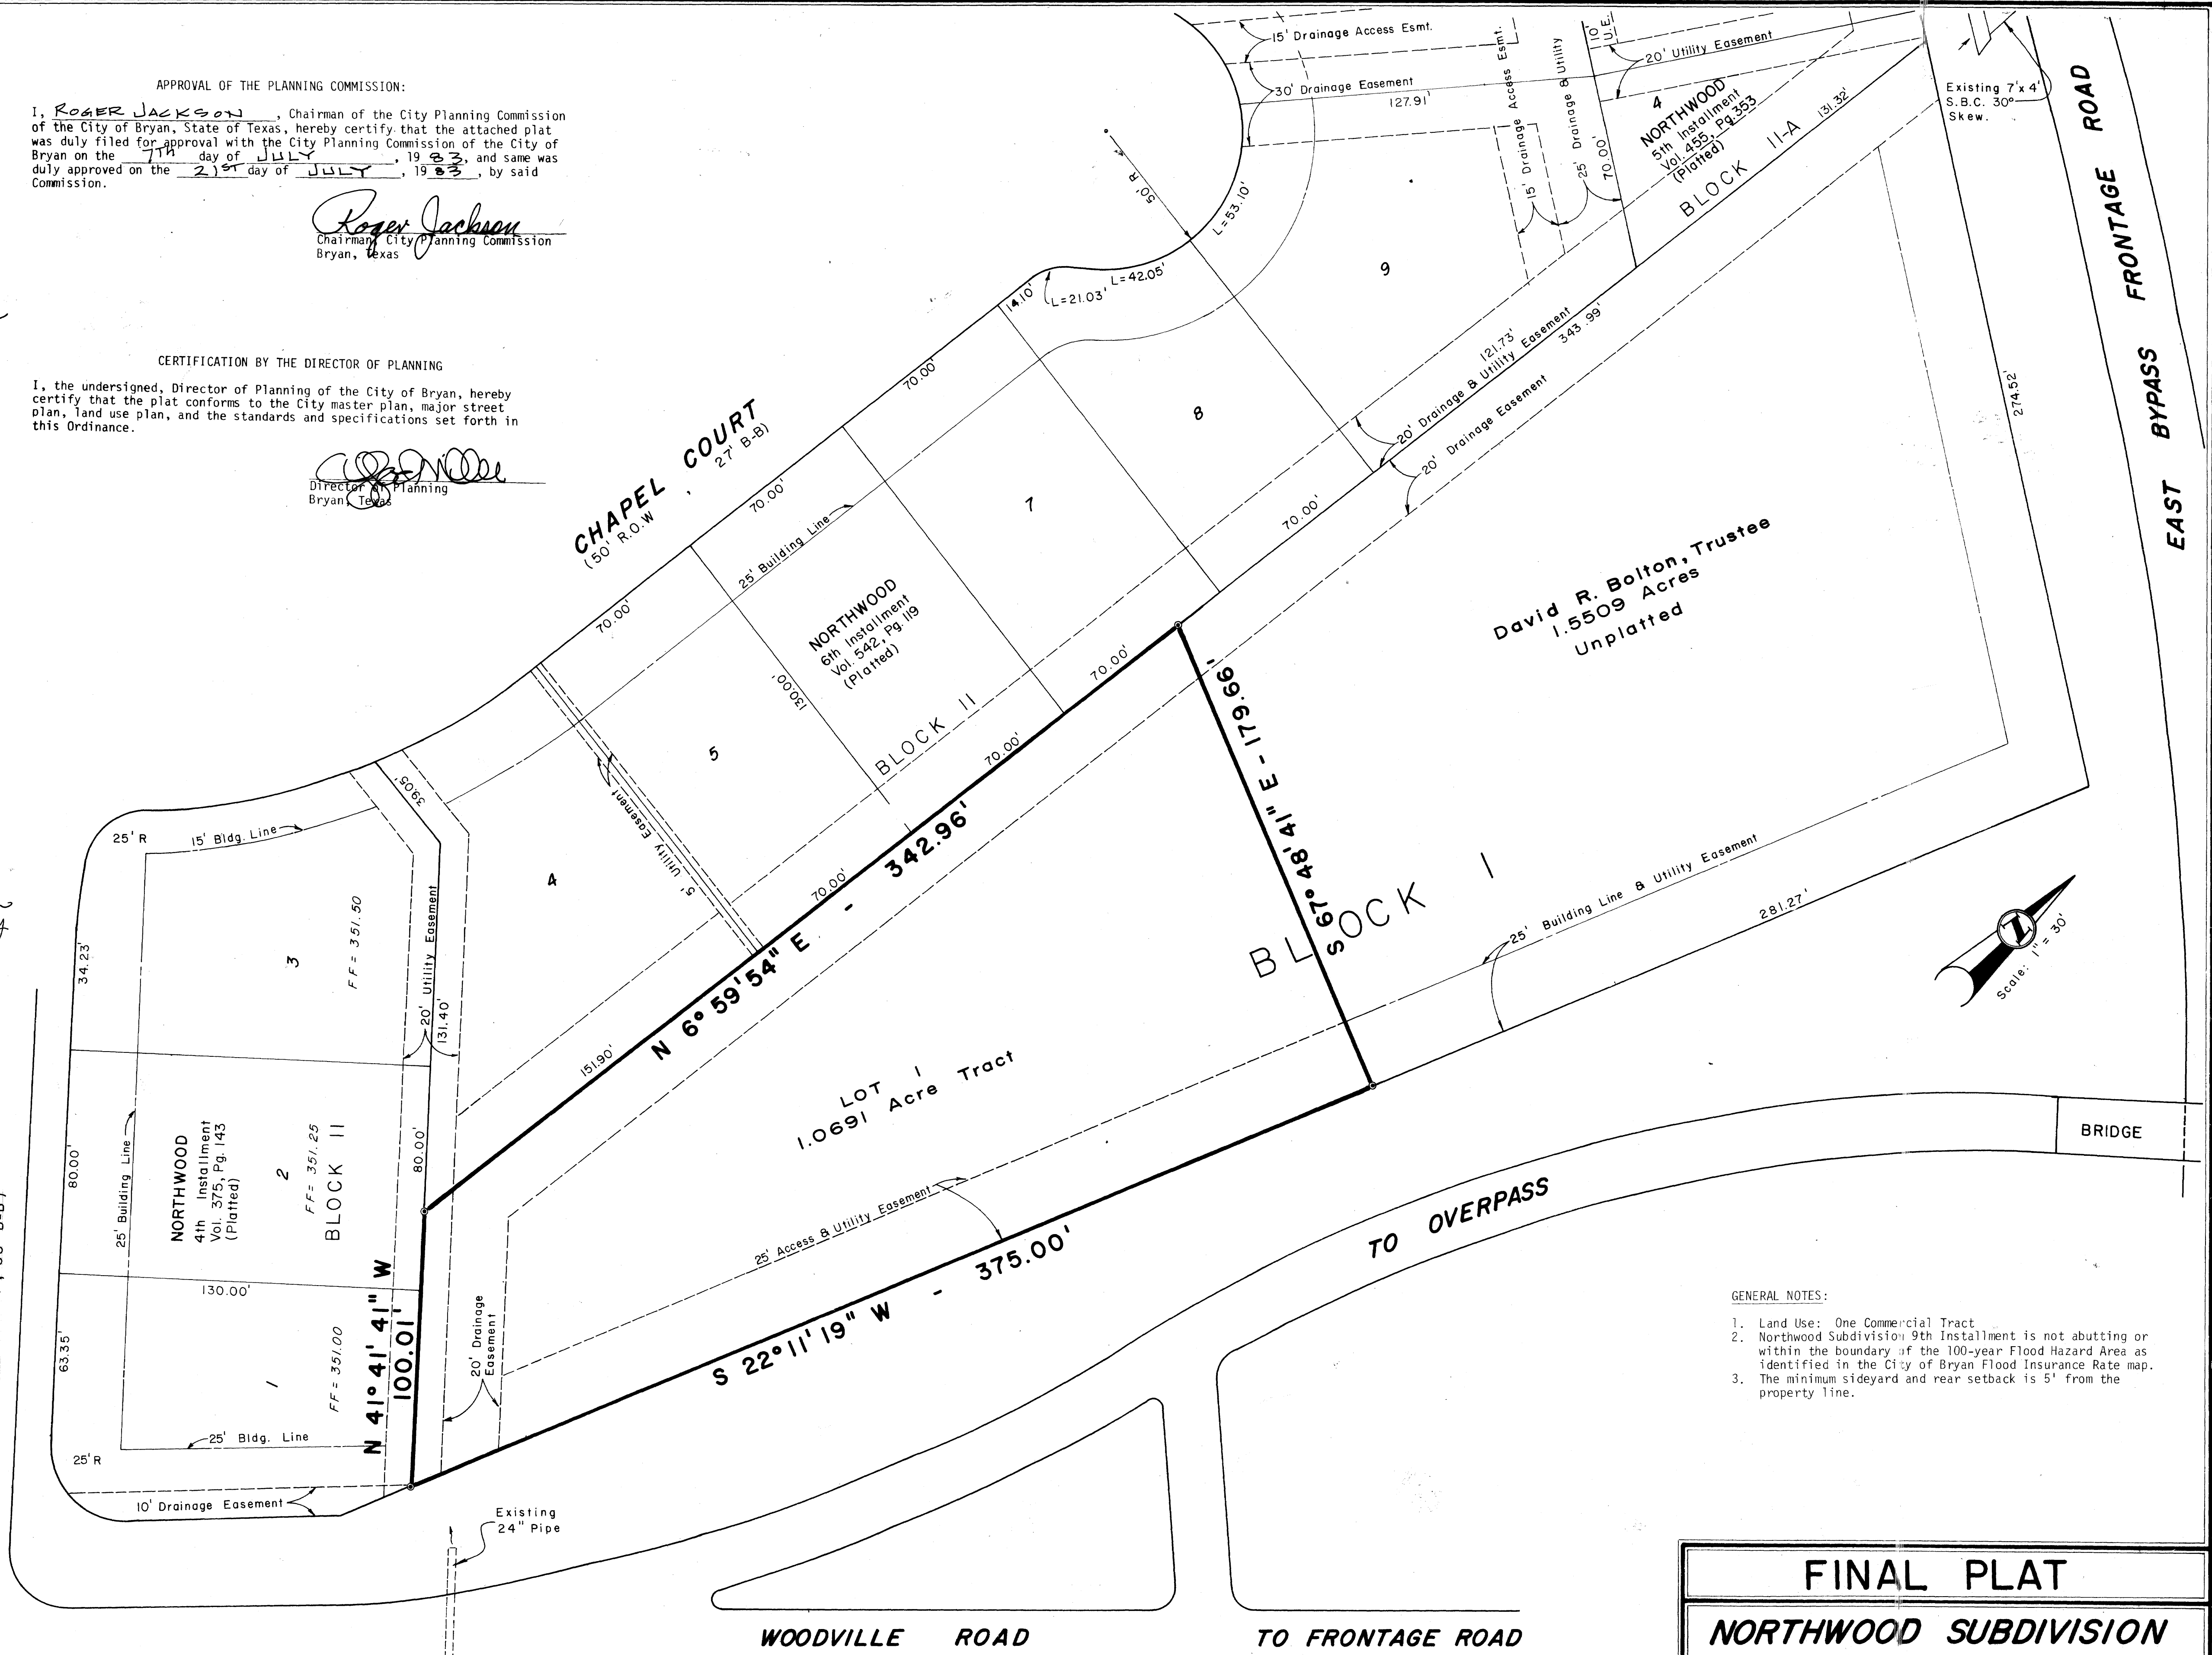 APPROVAL OF THE PLANNING COMMISSION:
I, ROGER JACKSON, Chairman of the City Planning Commission
of the City of Bryan, State of Texas, hereby certify that the attached plat
was duly filed for approval with the City Planning Commission of the City of
Bryan on the 7TH day of JULY, 19 83, and same was
duly approved on the 21ST day of JULY, 19 83, by said
Commission.
Roger Jackson
Chairman, City Planning Commission
Bryan, Texas
CERTIFICATION BY THE DIRECTOR OF PLANNING
I, the undersigned, Director of Planning of the City of Bryan, hereby
certify that the plat conforms to the City master plan, major street
plan, land use plan, and the standards and specifications set forth in
this Ordinance.
Director of Planning
Bryan, Texas
15' Drainage Access Esmt.
30' Drainage Easement
127.91'
15' Drainage Access Esmt.
25' Drainage & Utility
10' U.E.
20' Utility Easement
70.00'
4
NORTHWOOD
5th Installment
Vol. 455, Pg. 353
(Platted)
BLOCK 11-A
131.32'
Existing 7'x 4'
S.B.C. 30°
Skew.
EAST BYPASS FRONTAGE ROAD
50' R
L=53.10'
L=42.05'
L=21.03'
14.10'
9
121.73'
20' Drainage & Utility Easement
343.99'
20' Drainage Easement
274.52'
CHAPEL COURT
(50' R.O.W , 27' B-B)
70.00'
70.00'
70.00'
25' Building Line
8
7
70.00'
NORTHWOOD
6th Installment
Vol. 542, Pg. 119
(Platted)
130.00'
BLOCK 11
70.00'
70.00'
70.00'
5
5' Utility Easement
4
David R. Bolton, Trustee
1.5509 Acres
Unplatted
S 67° 48' 41" E - 179.66'
N 6° 59' 54" E - 342.96'
151.90'
BLOCK 1
25' Building Line & Utility Easement
281.27'
Scale: 1" = 30'
39.05'
25' R
15' Bldg. Line
34.23'
3
FF = 351.50
20' Utility Easement
131.40'
80.00'
25' Building Line
NORTHWOOD
4th Installment
Vol. 375, Pg. 143
(Platted)
2
FF = 351.25
BLOCK 11
80.00'
130.00'
63.35'
1
FF = 351.00
N 41° 41' 41" W
100.01'
20' Drainage
Easement
25' Bldg. Line
25' R
10' Drainage Easement
LOT 1
1.0691 Acre Tract
25' Access & Utility Easement
S 22° 11' 19" W - 375.00'
Existing
24" Pipe
TO OVERPASS
BRIDGE
GENERAL NOTES:
1. Land Use: One Commercial Tract
2. Northwood Subdivision 9th Installment is not abutting or
within the boundary of the 100-year Flood Hazard Area as
identified in the City of Bryan Flood Insurance Rate map.
3. The minimum sideyard and rear setback is 5' from the
property line.
WOODVILLE ROAD
TO FRONTAGE ROAD
FINAL PLAT
NORTHWOOD SUBDIVISION